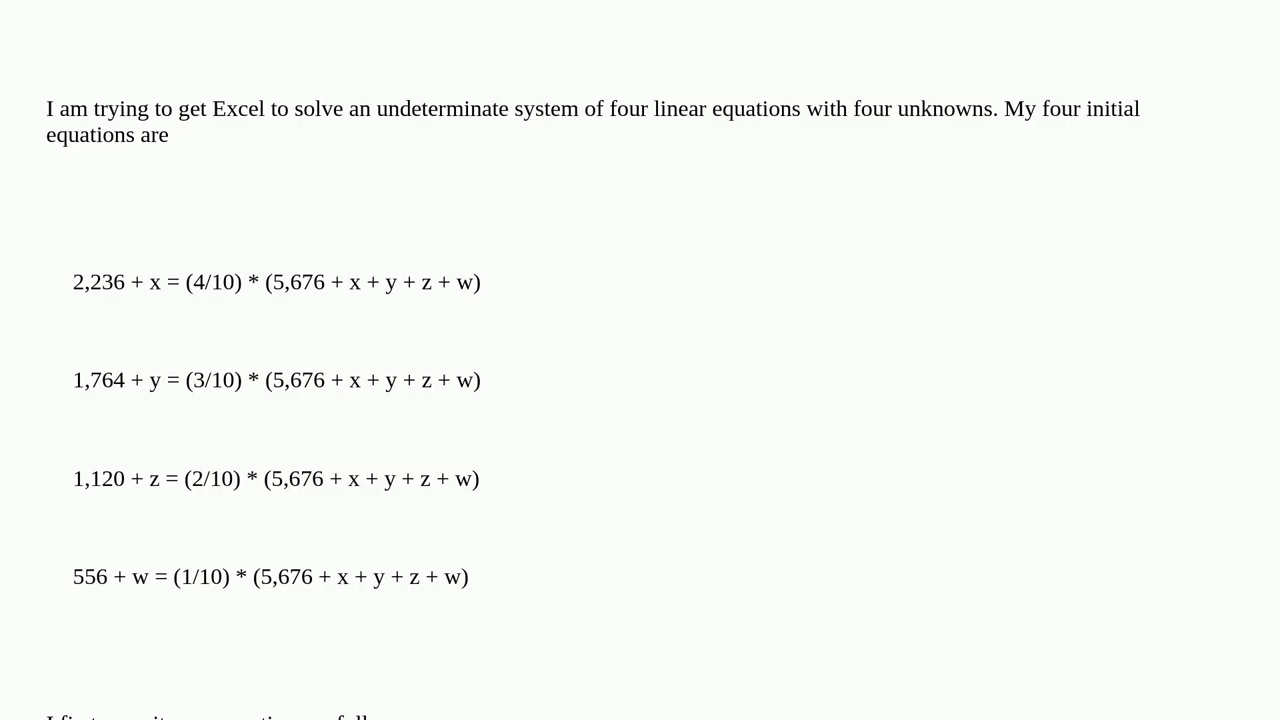 I am trying to get Excel to solve an undeterminate system of four linear equations with four unknowns. My four initial
equations are
2,236 + x = (4/10) * (5,676 + x + y + z + w)
1,764 + y = (3/10) * (5,676 + x + y + z + w)
1,120 + z = (2/10) * (5,676 + x + y + z + w)
556 + w = (1/10) * (5,676 + x + y + z + w)